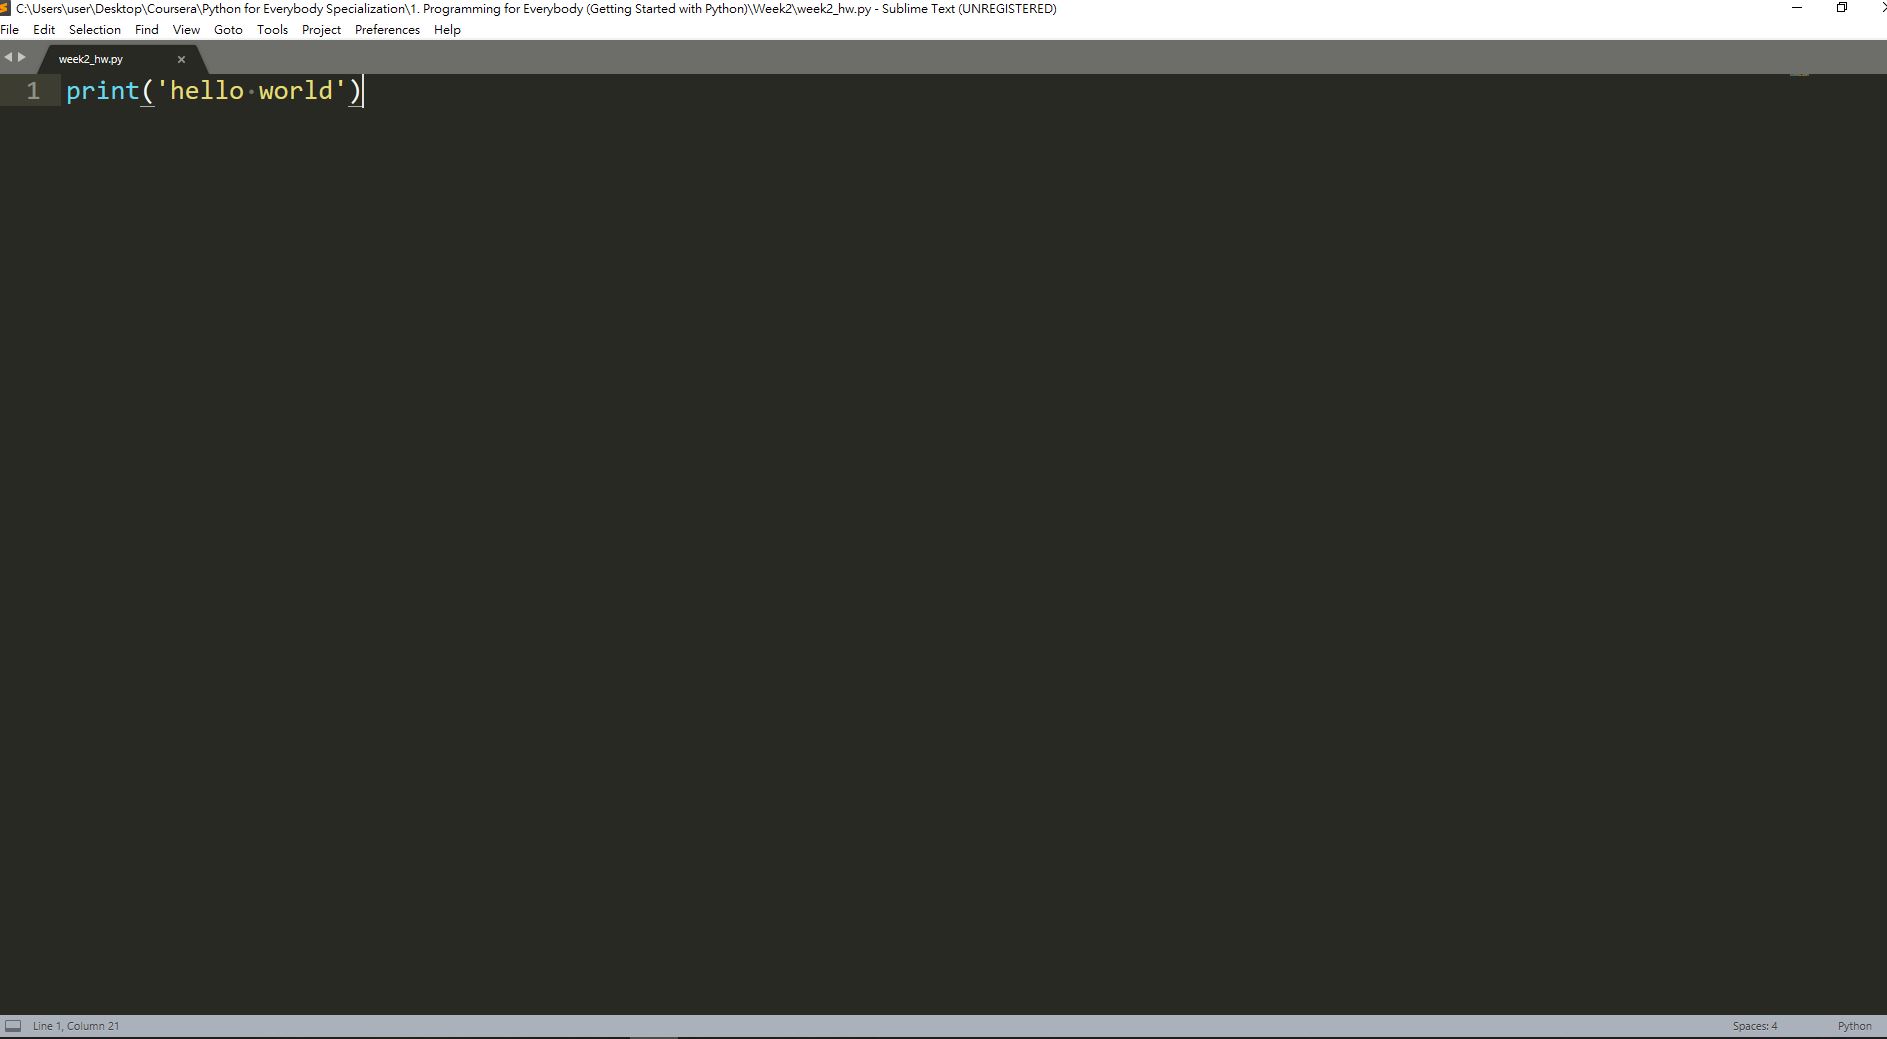 C:\Users\user\Desktop\Coursera\Python for Everybody Specialization\1. Programming for Everybody (Getting Started with Python)\Week2\week2_hw.py - Sublime Text (UNREGISTERED)
File Edit Selection Find View Goto Tools Project Preferences Help
week2_hw.py
1 print('hello world')
Line 1, Column 21 Spaces: 4 Python